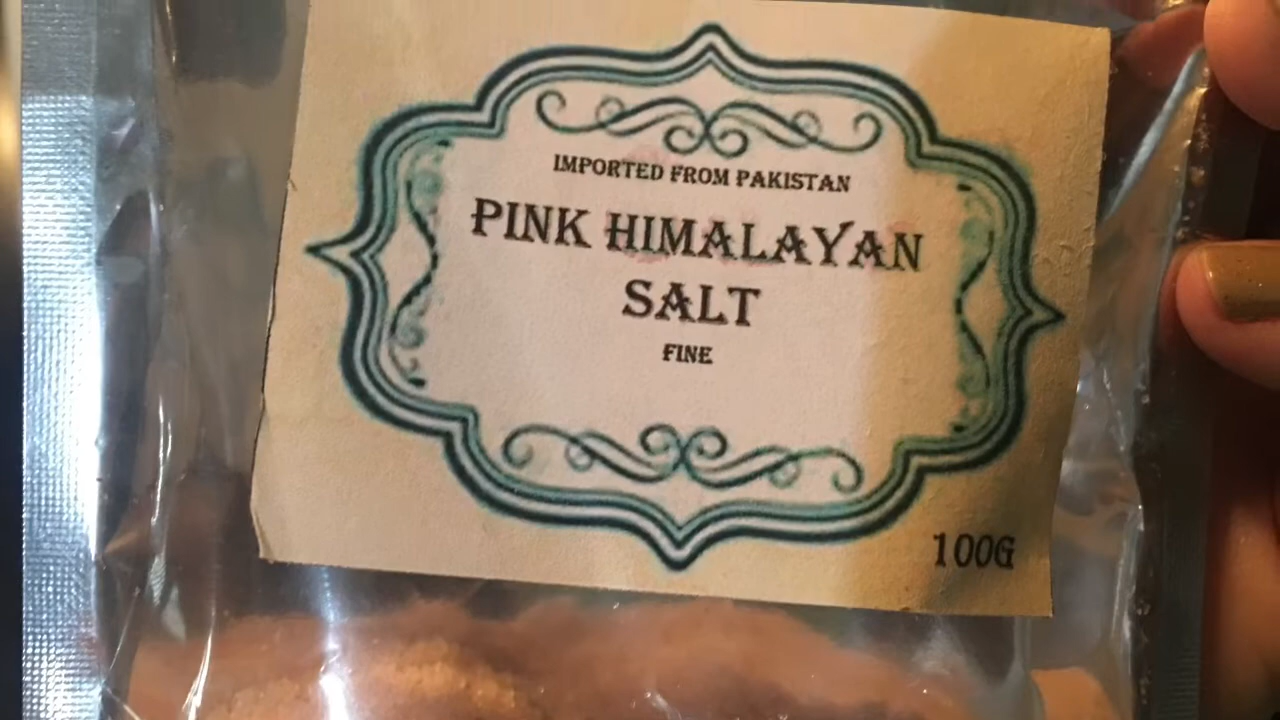 IMPORTED FROM PAKISTAN
PINK HIMALAYAN
SALT
FINE
100G